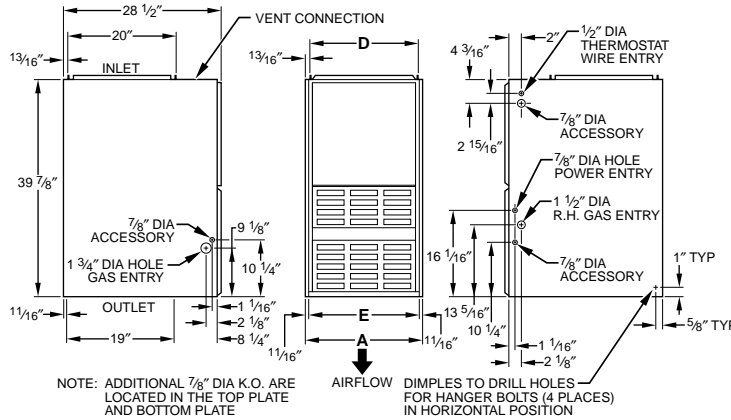 28 1/2"
VENT CONNECTION
20"
13/16"
INLET
39 7/8"
7/8" DIA
ACCESSORY
1 3/4" DIA HOLE
GAS ENTRY
9 1/8"
10 1/4"
OUTLET
11/16"
19"
1 1/16"
2 1/8"
8 1/4"
NOTE: ADDITIONAL 7/8" DIA K.O. ARE
LOCATED IN THE TOP PLATE
AND BOTTOM PLATE
13/16"
D
E
11/16"
11/16"
A
AIRFLOW
4 3/16"
2"
1/2" DIA
THERMOSTAT
WIRE ENTRY
7/8" DIA
ACCESSORY
2 15/16"
7/8" DIA HOLE
POWER ENTRY
1 1/2" DIA
R.H. GAS ENTRY
16 1/16"
7/8" DIA
ACCESSORY
1" TYP
13 5/16"
10 1/4"
5/8" TYP
1 1/16"
2 1/8"
DIMPLES TO DRILL HOLES
FOR HANGER BOLTS (4 PLACES)
IN HORIZONTAL POSITION